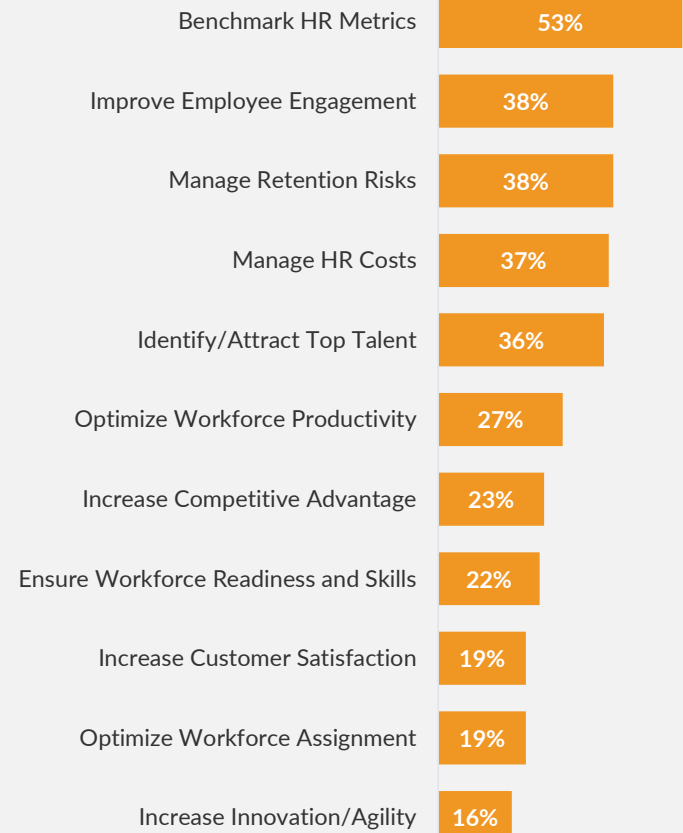 Benchmark HR Metrics 53%
Improve Employee Engagement 38%
Manage Retention Risks 38%
Manage HR Costs 37%
Identify/Attract Top Talent 36%
Optimize Workforce Productivity 27%
Increase Competitive Advantage 23%
Ensure Workforce Readiness and Skills 22%
Increase Customer Satisfaction 19%
Optimize Workforce Assignment 19%
Increase Innovation/Agility 16%